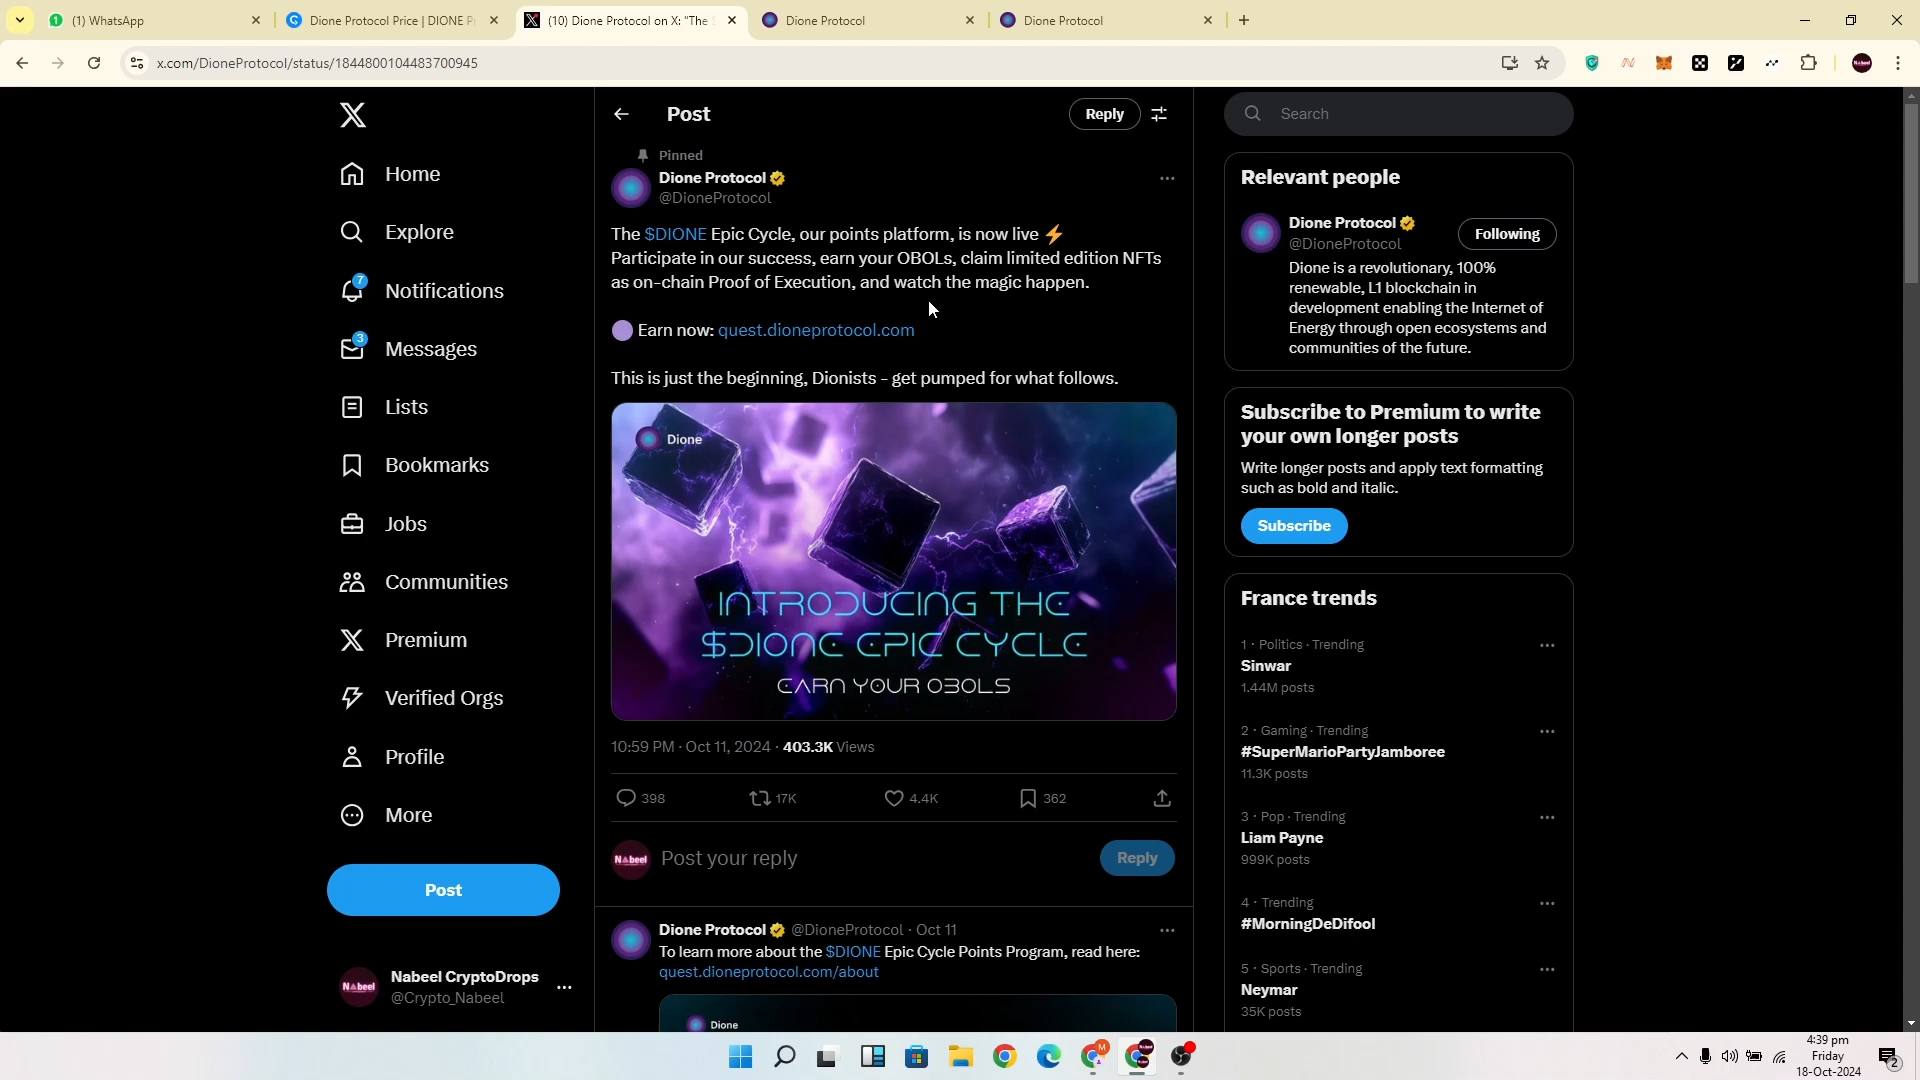 (1) WhatsApp
Dione Protocol Price | DIONE P
(10) Dione Protocol on X: "The $
Dione Protocol
Dione Protocol
x.com/DioneProtocol/status/1844800104483700945
Home
Explore
7
Notifications
3
Messages
Lists
Bookmarks
Jobs
Communities
Premium
Verified Orgs
Profile
More
Post
Nabeel CryptoDrops
@Crypto_Nabeel
Post
Reply
Pinned
Dione Protocol
@DioneProtocol
The $DIONE Epic Cycle, our points platform, is now live ⚡
Participate in our success, earn your OBOLs, claim limited edition NFTs
as on-chain Proof of Execution, and watch the magic happen.
🟣 Earn now: quest.dioneprotocol.com
This is just the beginning, Dionists - get pumped for what follows.
Dione
INTRODUCING THE
$DIONE EPIC CYCLE
EARN YOUR OBOLS
10:59 PM · Oct 11, 2024 · 403.3K Views
398
17K
4.4K
362
Nabeel
Post your reply
Reply
Dione Protocol @DioneProtocol · Oct 11
To learn more about the $DIONE Epic Cycle Points Program, read here:
quest.dioneprotocol.com/about
Dione
Search
Relevant people
Dione Protocol
@DioneProtocol
Following
Dione is a revolutionary, 100%
renewable, L1 blockchain in
development enabling the Internet of
Energy through open ecosystems and
communities of the future.
Subscribe to Premium to write
your own longer posts
Write longer posts and apply text formatting
such as bold and italic.
Subscribe
France trends
1 · Politics · Trending
Sinwar
1.44M posts
2 · Gaming · Trending
#SuperMarioPartyJamboree
11.3K posts
3 · Pop · Trending
Liam Payne
999K posts
4 · Trending
#MorningDeDifool
5 · Sports · Trending
Neymar
35K posts
4:39 pm
Friday
18-Oct-2024
2